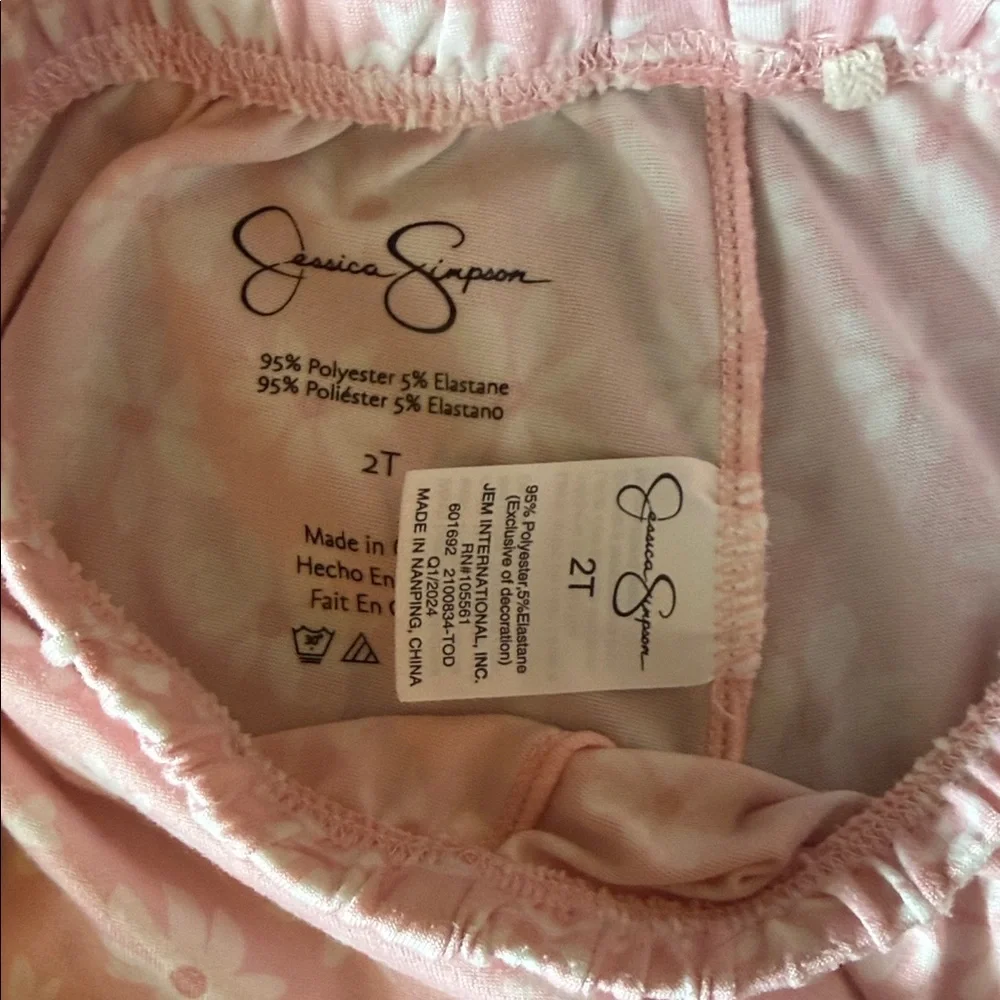 Jessica Simpson
95% Polyester 5% Elastane
95% Poliéster 5% Elastano
2T
Made in
Hecho En
Fait En
Jessica Simpson
2T
95% Polyester,5%Elastane
(Exclusive of decoration)
JEM INTERNATIONAL, INC.
RN#105561
601692 2100834-TOD
Q1/2024
MADE IN NANPING, CHINA